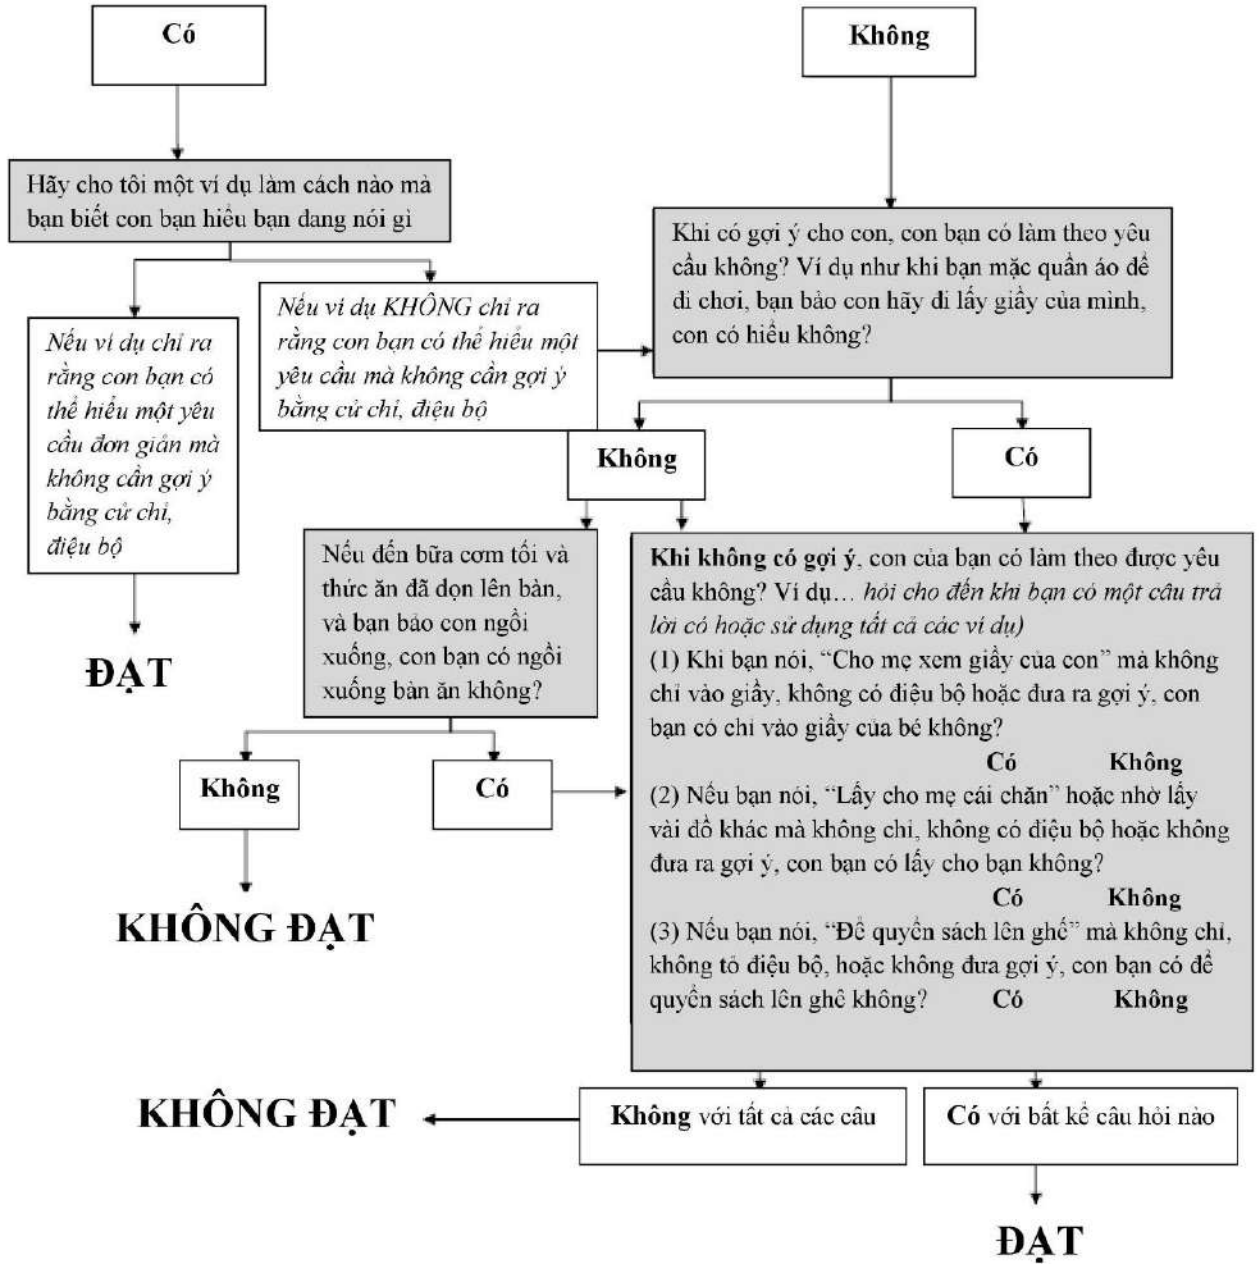 Có
Không
Hãy cho tôi một ví dụ làm cách nào mà
bạn biết con bạn hiểu bạn đang nói gì
Khi có gợi ý cho con, con bạn có làm theo yêu
cầu không? Ví dụ như khi bạn mặc quần áo để
đi chơi, bạn bảo con hãy đi lấy giầy của mình,
con có hiểu không?
Nếu ví dụ chỉ ra
rằng con bạn có
thể hiểu một yêu
cầu đơn giản mà
không cần gợi ý
bằng cử chỉ,
điệu bộ
Nếu ví dụ KHÔNG chỉ ra
rằng con bạn có thể hiểu một
yêu cầu mà không cần gợi ý
bằng cử chỉ, điệu bộ
Không
Có
ĐẠT
Nếu đến bữa cơm tối và
thức ăn đã dọn lên bàn,
và bạn bảo con ngồi
xuống, con bạn có ngồi
xuống bàn ăn không?
Không
Có
KHÔNG ĐẠT
Khi không có gợi ý, con của bạn có làm theo được yêu
cầu không? Ví dụ… hỏi cho đến khi bạn có một câu trả
lời có hoặc sử dụng tất cả các ví dụ)
(1) Khi bạn nói, “Cho mẹ xem giầy của con” mà không
chỉ vào giầy, không có điệu bộ hoặc đưa ra gợi ý, con
bạn có chỉ vào giầy của bé không?
Có Không
(2) Nếu bạn nói, “Lấy cho mẹ cái chăn” hoặc nhờ lấy
vài đồ khác mà không chỉ, không có điệu bộ hoặc không
đưa ra gợi ý, con bạn có lấy cho bạn không?
Có Không
(3) Nếu bạn nói, “Để quyển sách lên ghế” mà không chỉ,
không tỏ điệu bộ, hoặc không đưa gợi ý, con bạn có để
quyển sách lên ghê không? Có Không
KHÔNG ĐẠT
Không với tất cả các câu
Có với bất kể câu hỏi nào
ĐẠT